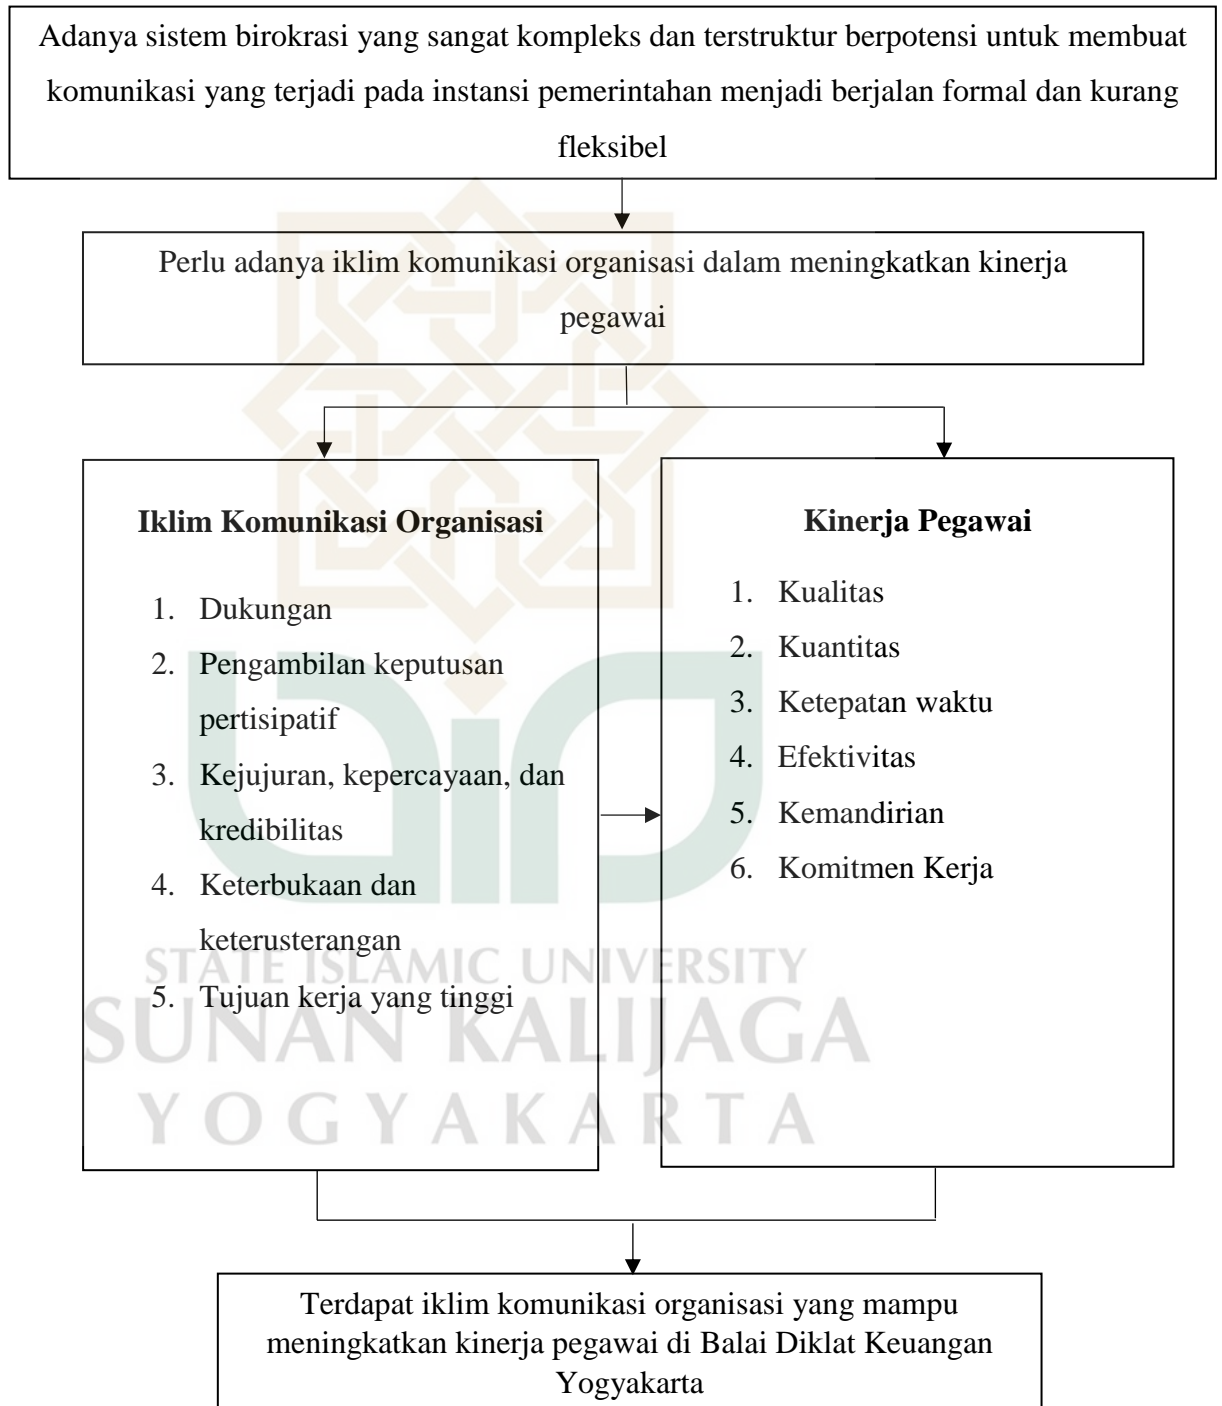 Adanya sistem birokrasi yang sangat kompleks dan terstruktur berpotensi untuk membuat
komunikasi yang terjadi pada instansi pemerintahan menjadi berjalan formal dan kurang
fleksibel
Perlu adanya iklim komunikasi organisasi dalam meningkatkan kinerja
pegawai
Iklim Komunikasi Organisasi
1. Dukungan
2. Pengambilan keputusan
pertisipatif
3. Kejujuran, kepercayaan, dan
kredibilitas
4. Keterbukaan dan
keterusterangan
5. Tujuan kerja yang tinggi
Kinerja Pegawai
1. Kualitas
2. Kuantitas
3. Ketepatan waktu
4. Efektivitas
5. Kemandirian
6. Komitmen Kerja
STATE ISLAMIC UNIVERSITY
SUNAN KALIJAGA
YOGYAKARTA
Terdapat iklim komunikasi organisasi yang mampu
meningkatkan kinerja pegawai di Balai Diklat Keuangan
Yogyakarta